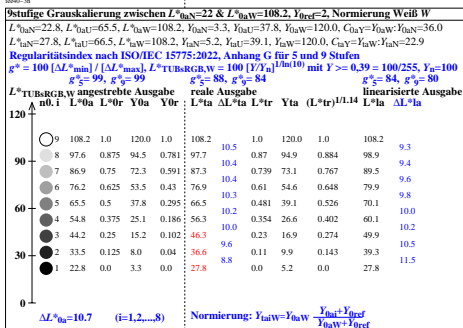 9stufige Grauskalierung zwischen L*0aN=22 & L*0aW=108.2, Y0ref=2, Normierung Weiß W
L*0aN=22.8, L*0aU=65.5, L*0aW=108.2, Y0aN=3.3, Y0aU=37.8, Y0aW=120.0, C0aY=Y0aW:Y0aN=36.0
L*taN=27.8, L*taU=66.5, L*taW=108.2, YtaN=5.2, YtaU=39.1, YtaW=120.0, CtaY=YtaW:YtaN=22.9
Regularitätsindex nach ISO/IEC 15775:2022, Anhang G für 5 und 9 Stufen
g* = 100 [ΔL*min] / [ΔL*max], L*TUBsRGB,W = 100 [Y/Yn]^1/ln(10) mit Y >= 0,39 = 100/255, Yn=100
g*5= 99, g*9= 99 g*5= 88, g*9= 84 g*5= 84, g*9= 80
L*TUBsRGB,W angestrebte Ausgabe reale Ausgabe linearisierte Ausgabe
n0. i L*0a L*0r Y0a Y0r L*ta ΔL*ta L*tr Yta (L*tr)^1/1.14 L*la ΔL*la
120
9 108.2 1.0 120.0 1.0 108.2 1.0 120.0 1.0 108.2
10.5 9.3
8 97.6 0.875 94.5 0.781 97.7 0.87 94.9 0.884 98.9
10.4 9.4
7 86.9 0.75 72.3 0.591 87.3 0.739 73.1 0.767 89.5
90
10.4 9.6
6 76.2 0.625 53.5 0.43 76.9 0.61 54.6 0.648 79.9
10.3 9.8
5 65.5 0.5 37.8 0.295 66.5 0.481 39.1 0.526 70.1
60
10.2 10.0
4 54.8 0.375 25.1 0.186 56.3 0.354 26.6 0.402 60.1
10.0 10.2
3 44.2 0.25 15.2 0.102 46.3 0.23 16.9 0.274 49.9
9.6 10.5
2 33.5 0.125 8.0 0.04 36.6 0.11 9.9 0.143 39.3
30
8.8 11.5
1 22.8 0.0 3.3 0.0 27.8 0.0 5.2 0.0 27.8
0
ΔL*0a=10.7 (i=1,2,...,8) Normierung: YtaiW=Y0aW (Y0ai+Y0ref)/(Y0aW+Y0ref)